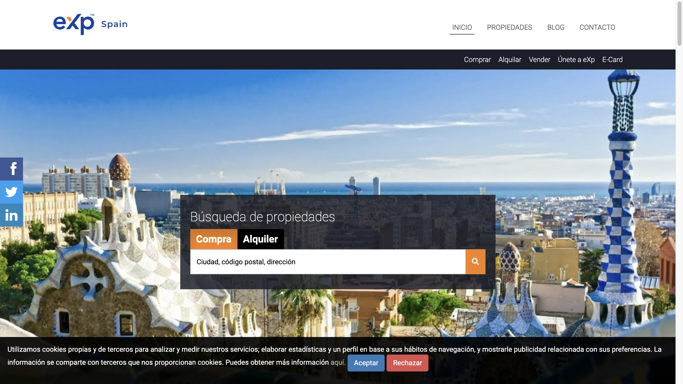 eXp Spain
INICIO PROPIEDADES BLOG CONTACTO
Comprar Alquilar Vender Únete a eXp E-Card
Búsqueda de propiedades
Compra Alquiler
Ciudad, código postal, dirección
Utilizamos cookies propias y de terceros para analizar y medir nuestros servicios; elaborar estadísticas y un perfil en base a sus hábitos de navegación, y mostrarle publicidad relacionada con sus preferencias. La
información se comparte con terceros que nos proporcionan cookies. Puedes obtener más información aquí. Aceptar Rechazar